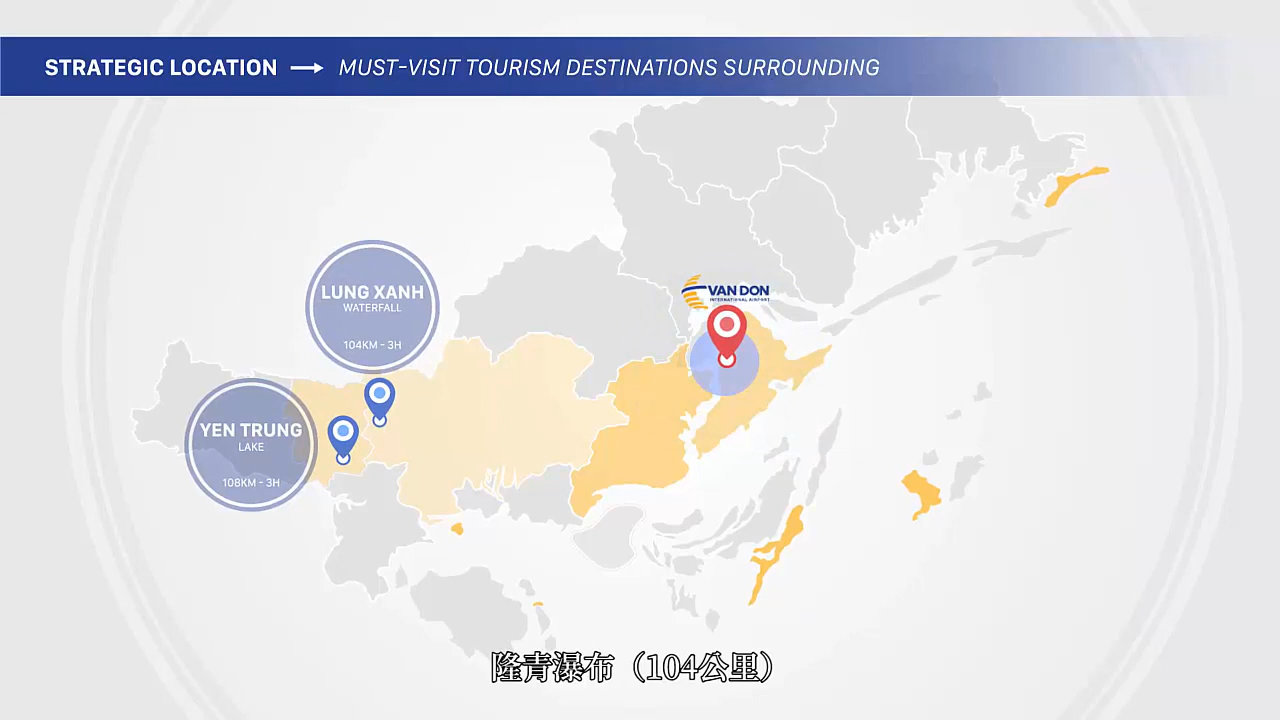 STRATEGIC LOCATION → MUST-VISIT TOURISM DESTINATIONS SURROUNDING
VAN DON
INTERNATIONAL AIRPORT
LUNG XANH
WATERFALL
104KM - 3H
YEN TRUNG
LAKE
108KM - 3H
隆青瀑布（104公里）